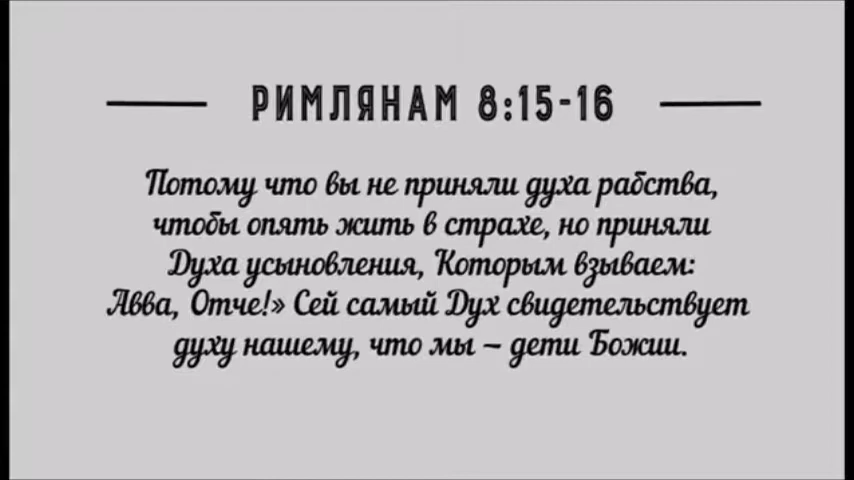 РИМЛЯНАМ 8:15-16
Потому что вы не приняли духа рабства,
чтобы опять жить в страхе, но приняли
Духа усыновления, Которым взываем:
Авва, Отче!» Сей самый Дух свидетельствует
духу нашему, что мы – дети Божии.